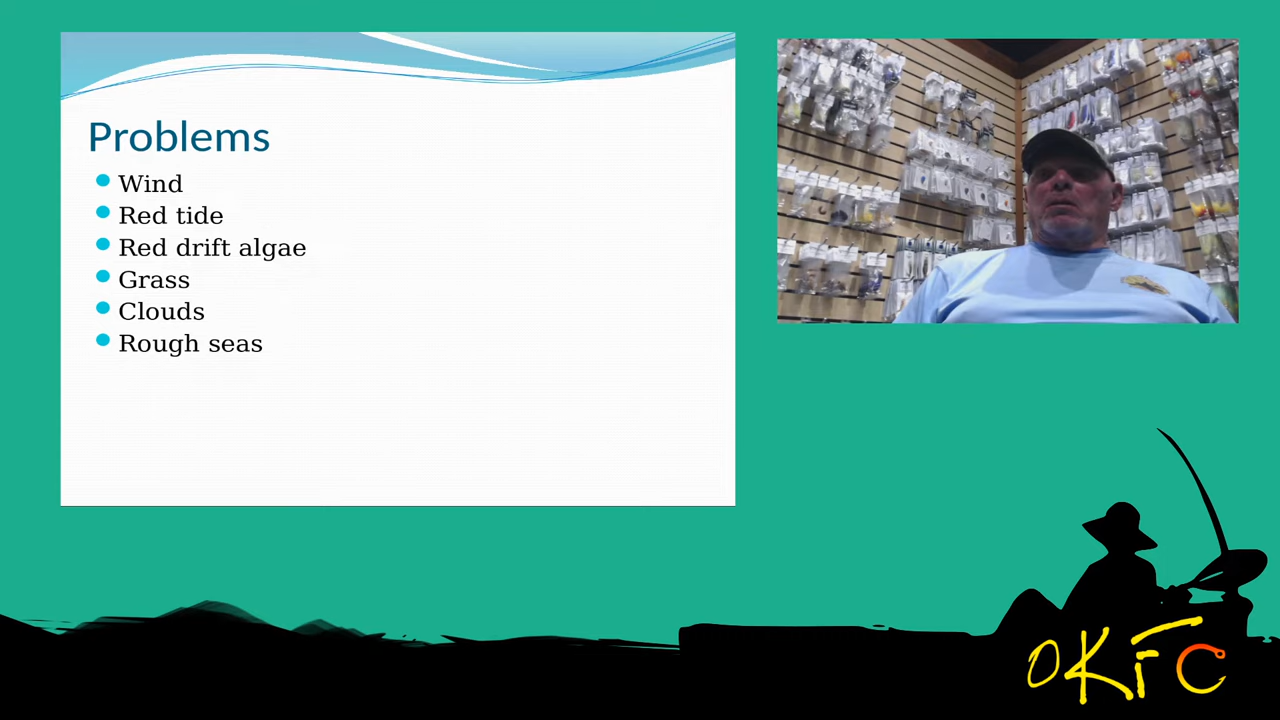 Problems
Wind
Red tide
Red drift algae
Grass
Clouds
Rough seas
OKFC